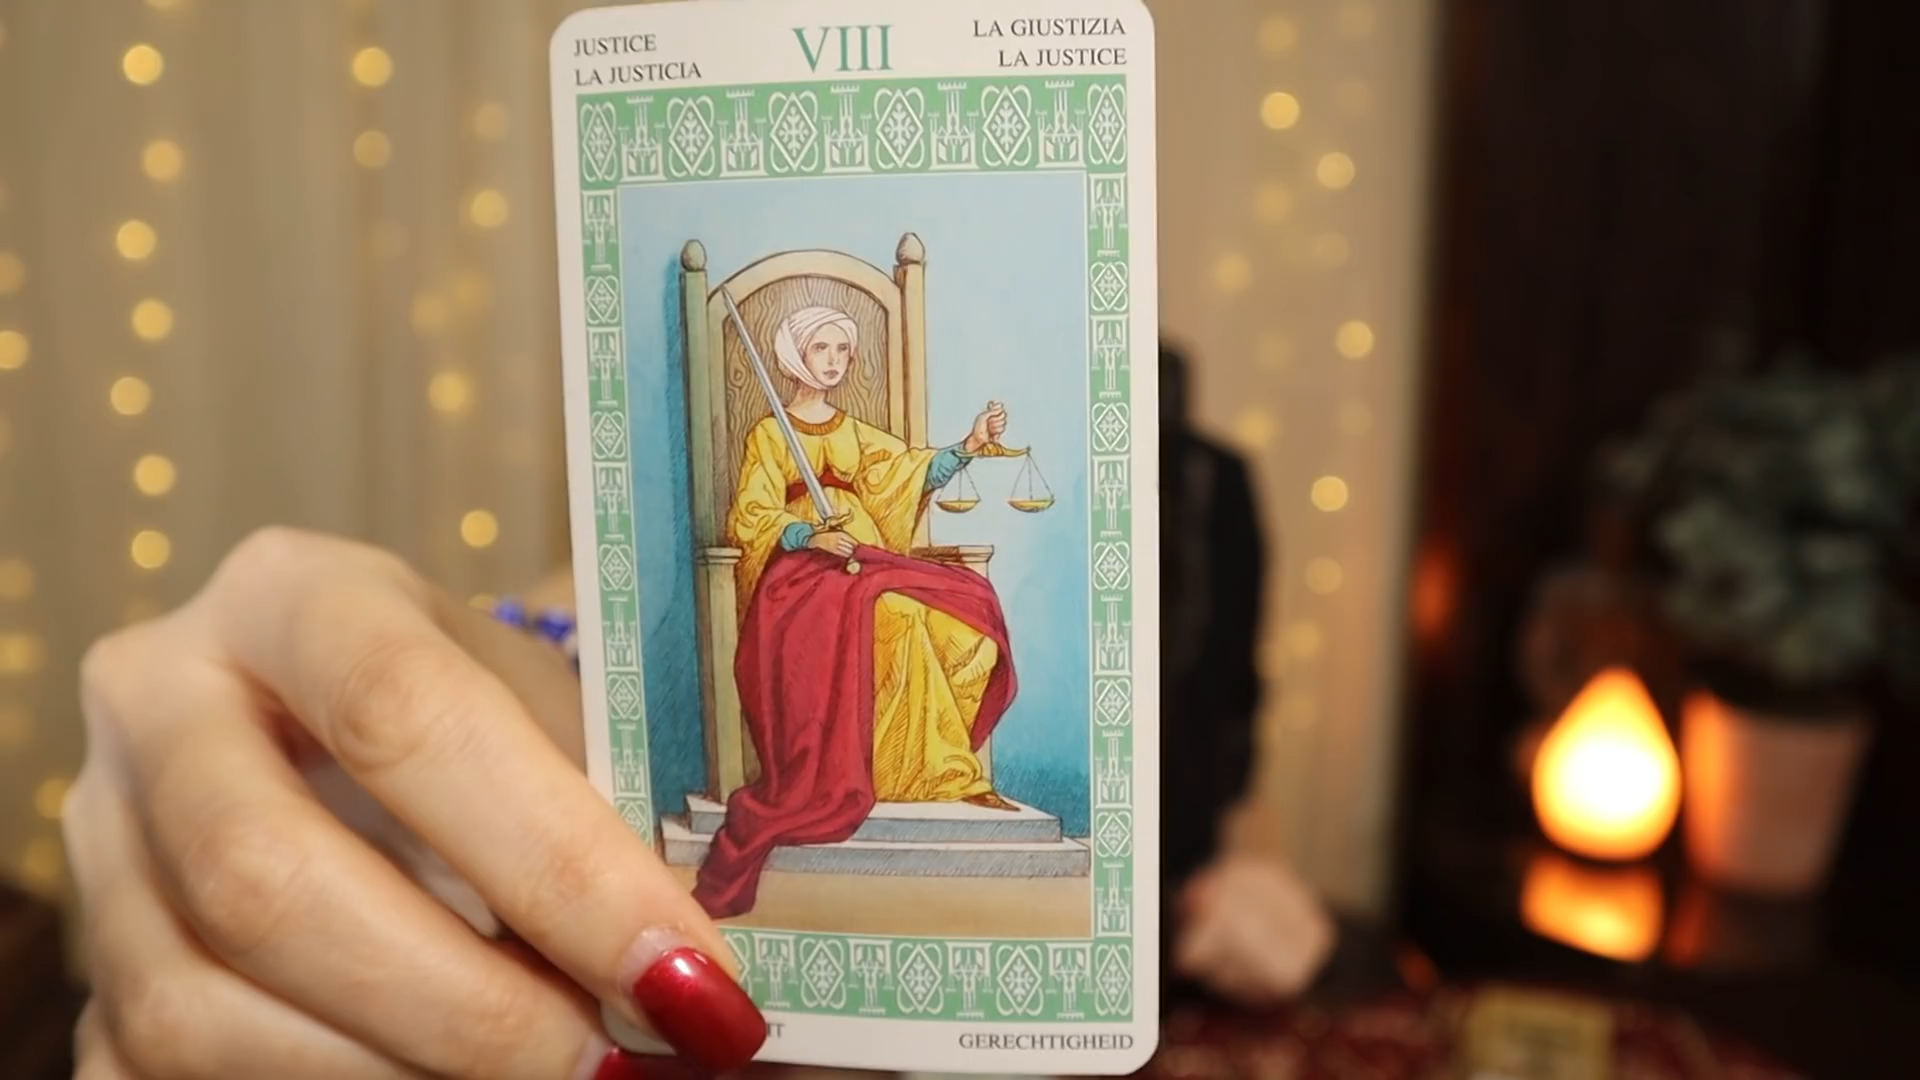 JUSTICE
LA JUSTICIA
VIII
LA GIUSTIZIA
LA JUSTICE
GERECHTIGHEID